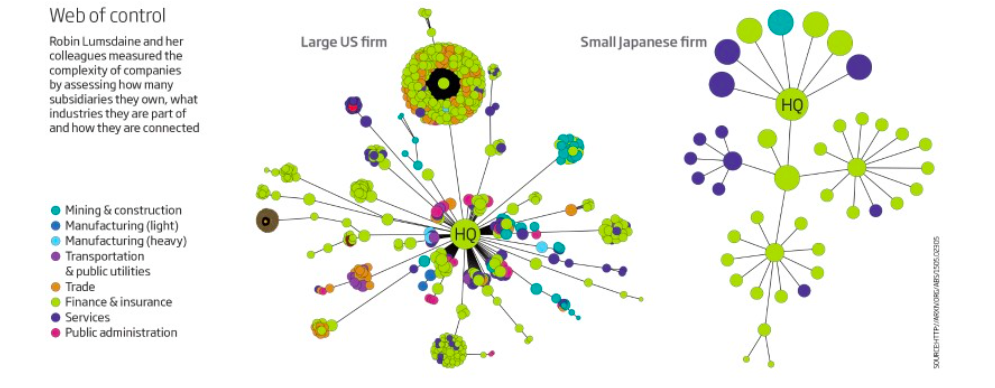 Web of control
Robin Lumsdaine and her
colleagues measured the
complexity of companies
by assessing how many
subsidiaries they own, what
industries they are part of
and how they are connected
Large US firm
Small Japanese firm
HQ
HQ
Mining & construction
Manufacturing (light)
Manufacturing (heavy)
Transportation
& public utilities
Trade
Finance & insurance
Services
Public administration
SOURCE:HTTP://ARXIV.ORG/ABS/1505.02305